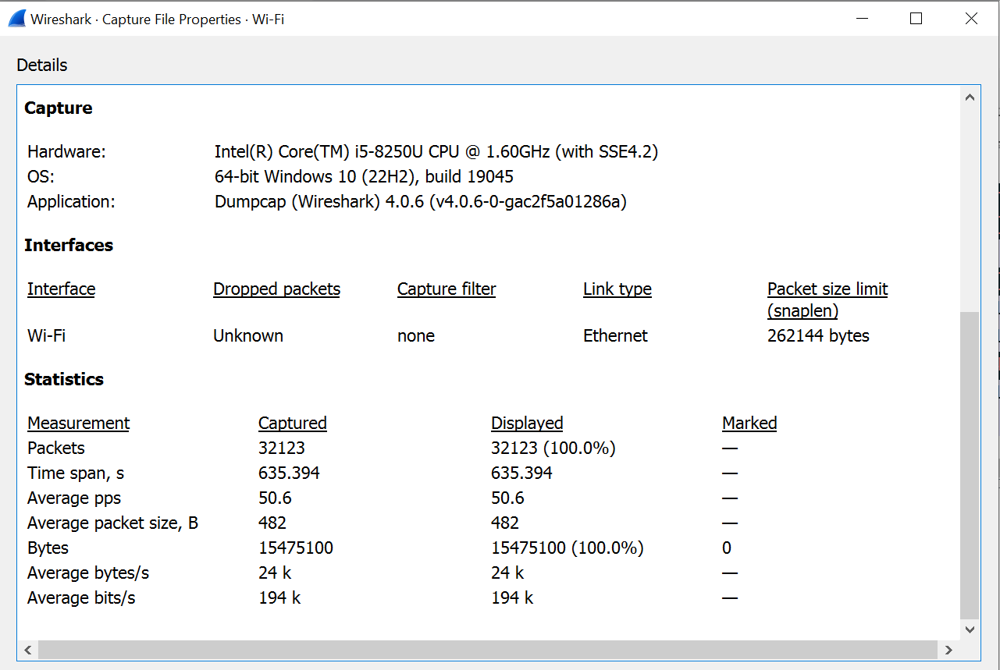 Wireshark · Capture File Properties · Wi-Fi
Details
Capture
Hardware: Intel(R) Core(TM) i5-8250U CPU @ 1.60GHz (with SSE4.2)
OS: 64-bit Windows 10 (22H2), build 19045
Application: Dumpcap (Wireshark) 4.0.6 (v4.0.6-0-gac2f5a01286a)
Interfaces
Interface Dropped packets Capture filter Link type Packet size limit
(snaplen)
Wi-Fi Unknown none Ethernet 262144 bytes
Statistics
Measurement Captured Displayed Marked
Packets 32123 32123 (100.0%) —
Time span, s 635.394 635.394 —
Average pps 50.6 50.6 —
Average packet size, B 482 482 —
Bytes 15475100 15475100 (100.0%) 0
Average bytes/s 24 k 24 k —
Average bits/s 194 k 194 k —